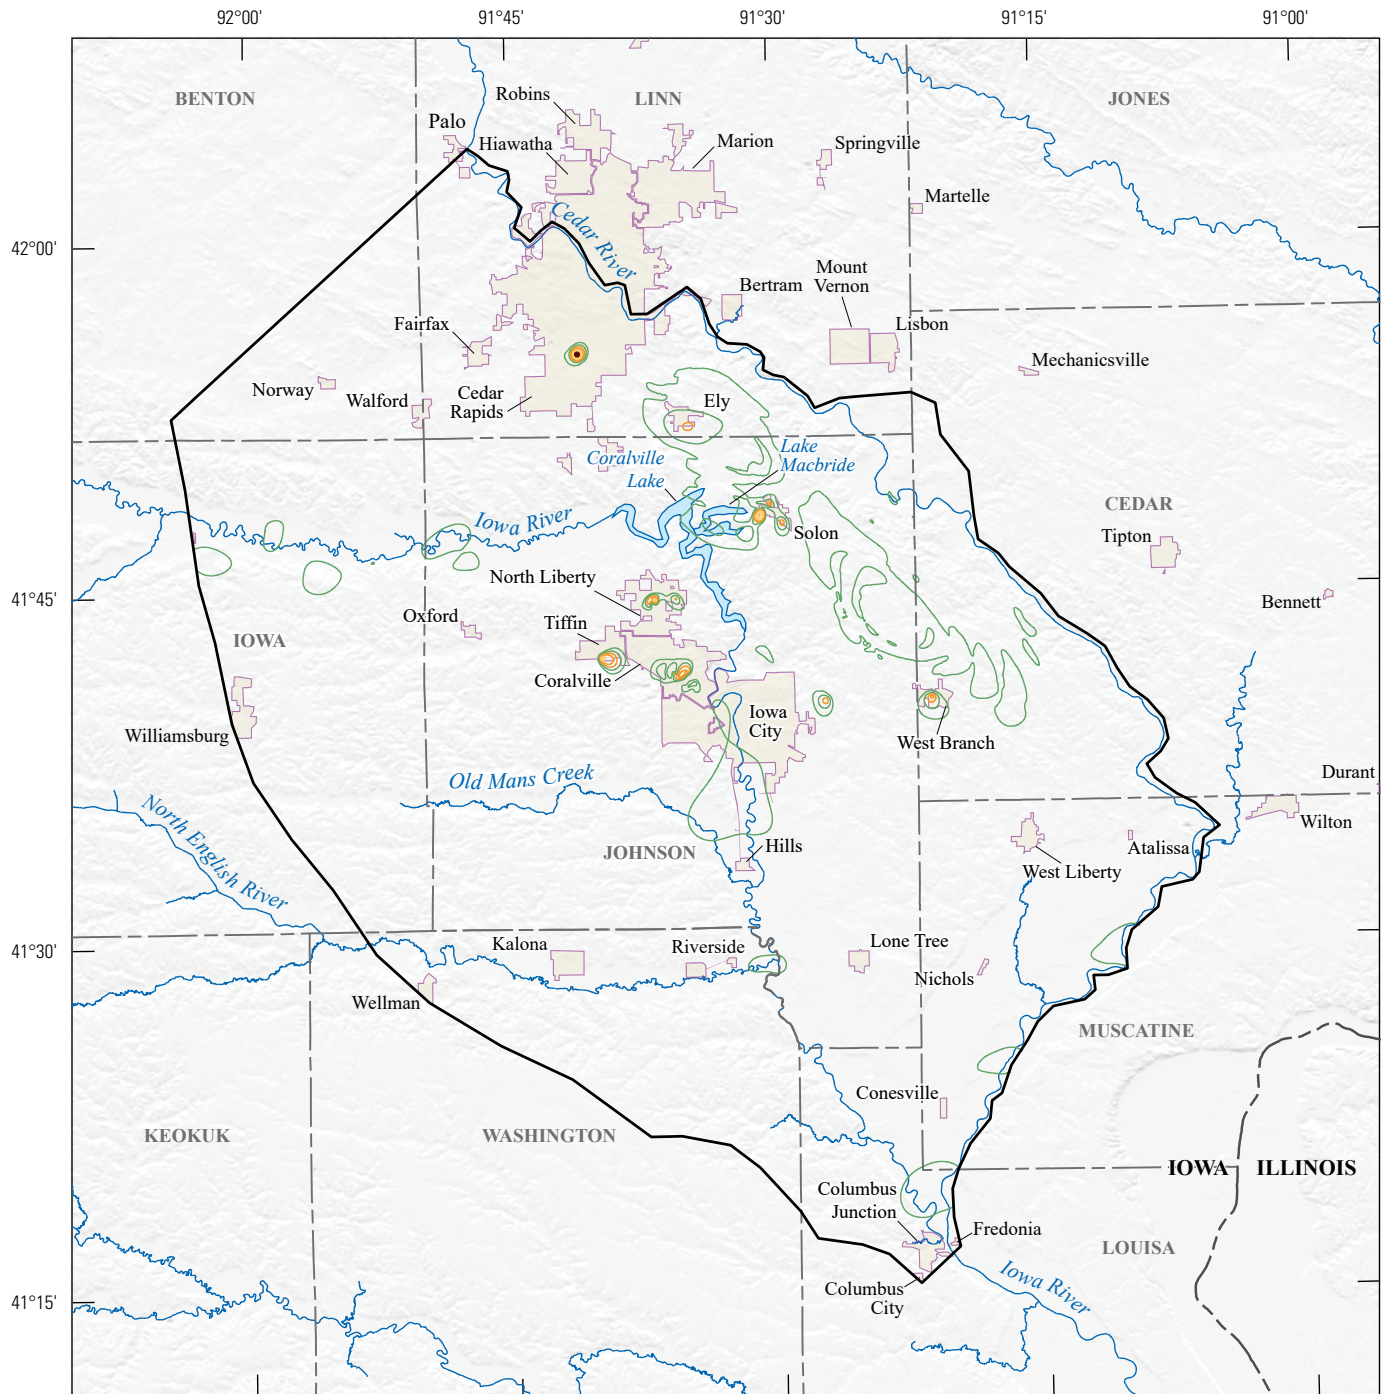 92°00'
91°45'
91°30'
91°15'
91°00'
BENTON
LINN
JONES
Robins
Palo
Hiawatha
Marion
Springville
Martelle
Cedar River
42°00'
Mount
Vernon
Bertram
Lisbon
Fairfax
Mechanicsville
Norway
Walford
Cedar
Rapids
Ely
Lake
Macbride
Coralville
Lake
Iowa River
CEDAR
Tipton
Solon
North Liberty
41°45'
Bennett
Oxford
Tiffin
IOWA
Coralville
Iowa
City
Williamsburg
West Branch
Old Mans Creek
Durant
North English River
Wilton
Hills
JOHNSON
Atalissa
West Liberty
41°30'
Kalona
Riverside
Lone Tree
Nichols
Wellman
MUSCATINE
Conesville
KEOKUK
WASHINGTON
IOWA
ILLINOIS
Columbus
Junction
Fredonia
LOUISA
Iowa River
Columbus
City
41°15'